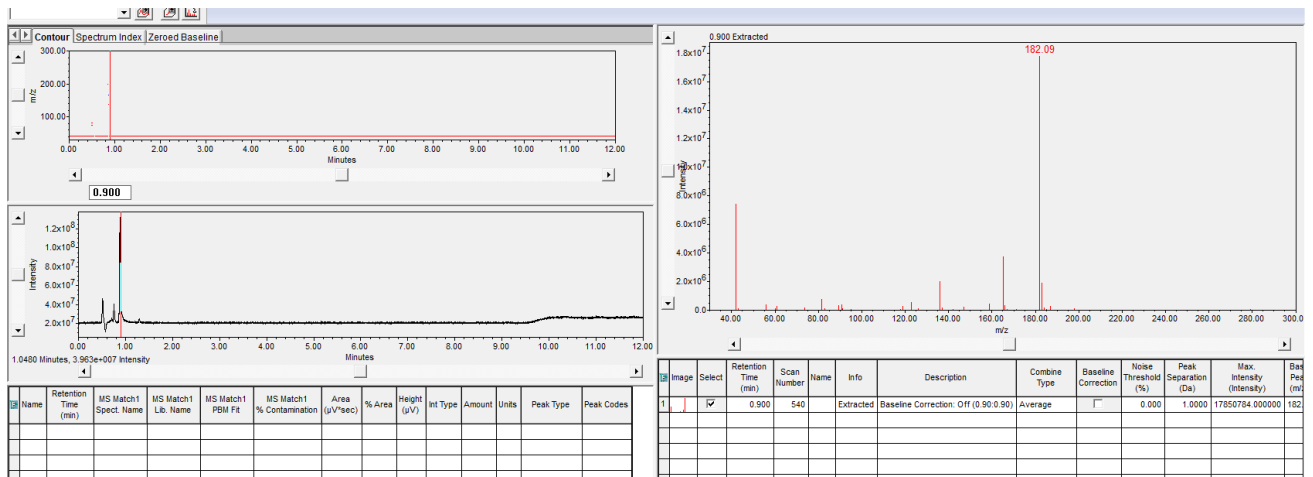 Contour Spectrum Index Zeroed Baseline
300.00
200.00
100.00
m/z
0.00 1.00 2.00 3.00 4.00 5.00 6.00 7.00 8.00 9.00 10.00 11.00 12.00
Minutes
0.900
1.2x10⁸
1.0x10⁸
8.0x10⁷
6.0x10⁷
4.0x10⁷
2.0x10⁷
Intensity
0.00 1.00 2.00 3.00 4.00 5.00 6.00 7.00 8.00 9.00 10.00 11.00 12.00
Minutes
1.0480 Minutes, 3.963e+007 Intensity
Name Retention Time (min) MS Match1 Spect. Name MS Match1 Lib. Name MS Match1 PBM Fit MS Match1 % Contamination Area (µV*sec) % Area Height (µV) Int Type Amount Units Peak Type Peak Codes
0.900 Extracted
182.09
1.8x10⁷
1.6x10⁷
1.4x10⁷
1.2x10⁷
Intensity
8.0x10⁶
6.0x10⁶
4.0x10⁶
2.0x10⁶
0.0
40.00 60.00 80.00 100.00 120.00 140.00 160.00 180.00 200.00 220.00 240.00 260.00 280.00 300.0
m/z
Image Select Retention Time (min) Scan Number Name Info Description Combine Type Baseline Correction Noise Threshold (%) Peak Separation (Da) Max. Intensity (Intensity)
1 0.900 540 Extracted Baseline Correction: Off (0.90:0.90) Average 0.000 1.0000 17850784.000000 182.